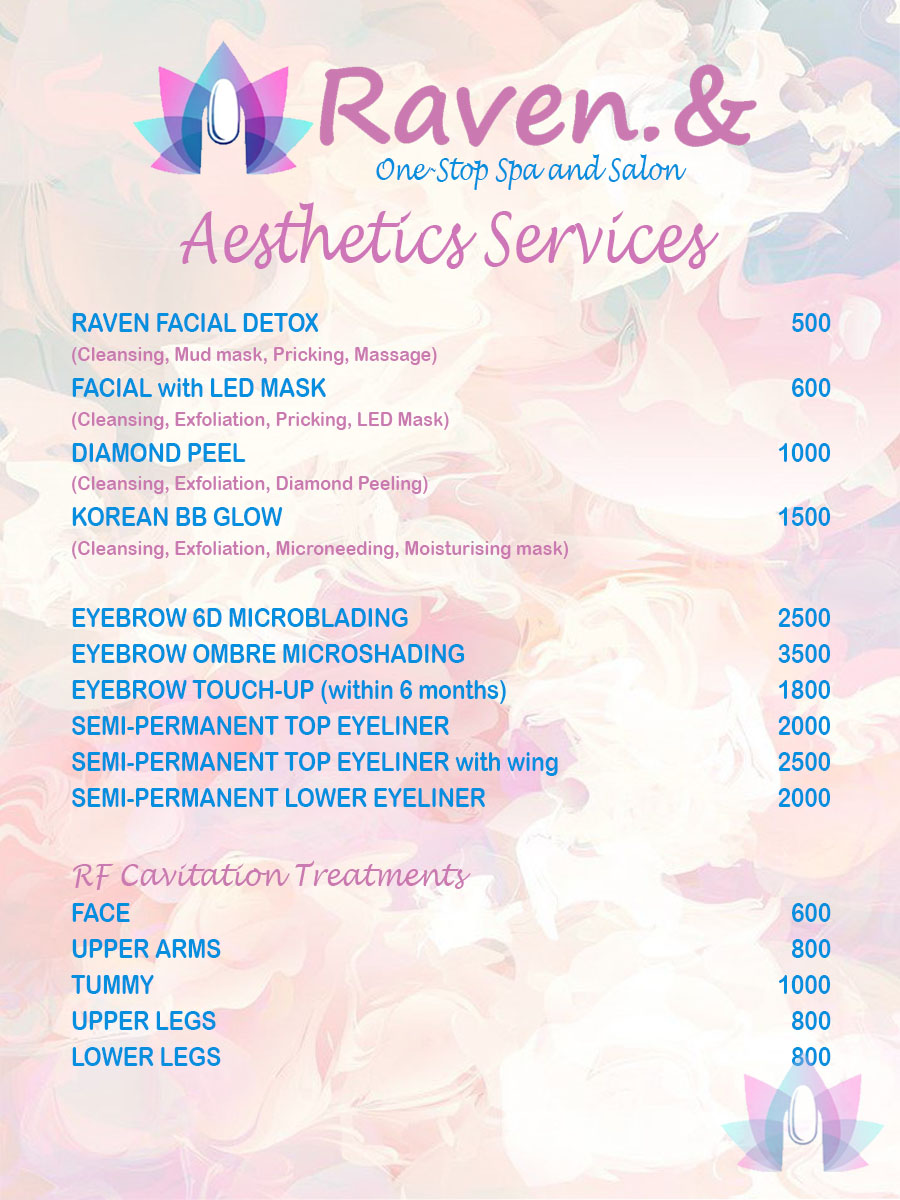 Raven.&
One-Stop Spa and Salon
Aesthetics Services
RAVEN FACIAL DETOX 500
(Cleansing, Mud mask, Pricking, Massage)
FACIAL with LED MASK 600
(Cleansing, Exfoliation, Pricking, LED Mask)
DIAMOND PEEL 1000
(Cleansing, Exfoliation, Diamond Peeling)
KOREAN BB GLOW 1500
(Cleansing, Exfoliation, Microneeding, Moisturising mask)
EYEBROW 6D MICROBLADING 2500
EYEBROW OMBRE MICROSHADING 3500
EYEBROW TOUCH-UP (within 6 months) 1800
SEMI-PERMANENT TOP EYELINER 2000
SEMI-PERMANENT TOP EYELINER with wing 2500
SEMI-PERMANENT LOWER EYELINER 2000
RF Cavitation Treatments
FACE 600
UPPER ARMS 800
TUMMY 1000
UPPER LEGS 800
LOWER LEGS 800